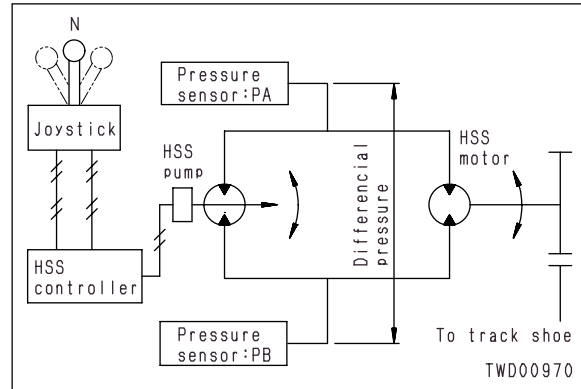 N
Joystick
HSS
controller
HSS
pump
Pressure
sensor:PA
Differencial
pressure
Pressure
sensor:PB
HSS
motor
To track shoe
TWD00970